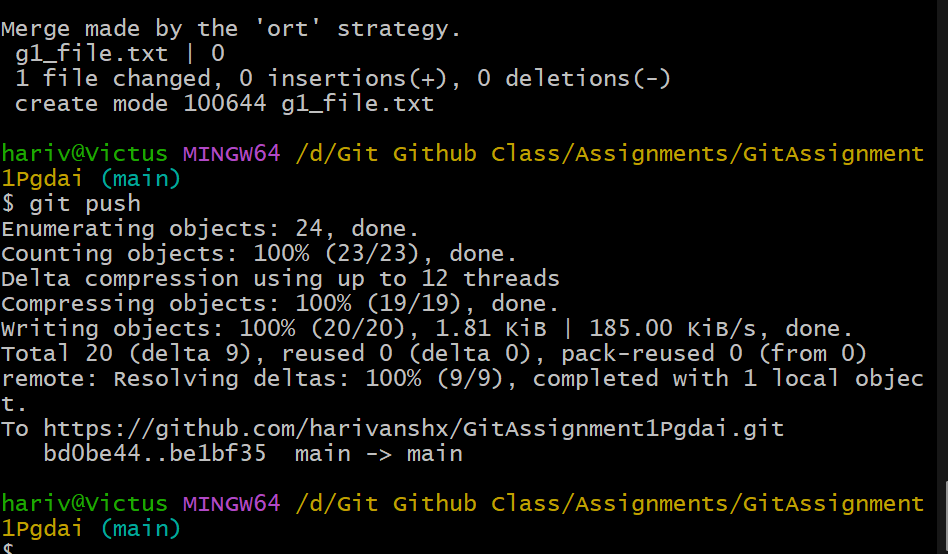 Merge made by the 'ort' strategy.
 g1_file.txt | 0
 1 file changed, 0 insertions(+), 0 deletions(-)
 create mode 100644 g1_file.txt

hariv@Victus MINGW64 /d/Git Github Class/Assignments/GitAssignment
1Pgdai (main)
$ git push
Enumerating objects: 24, done.
Counting objects: 100% (23/23), done.
Delta compression using up to 12 threads
Compressing objects: 100% (19/19), done.
Writing objects: 100% (20/20), 1.81 KiB | 185.00 KiB/s, done.
Total 20 (delta 9), reused 0 (delta 0), pack-reused 0 (from 0)
remote: Resolving deltas: 100% (9/9), completed with 1 local objec
t.
To https://github.com/harivanshx/GitAssignment1Pgdai.git
   bd0be44..be1bf35  main -> main

hariv@Victus MINGW64 /d/Git Github Class/Assignments/GitAssignment
1Pgdai (main)
$